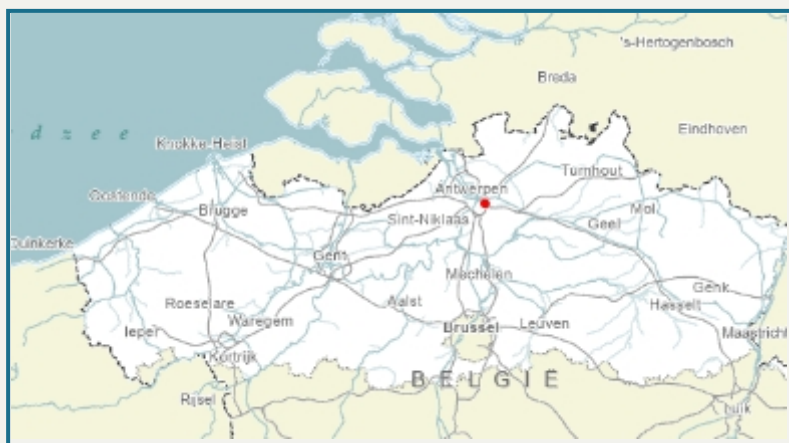 's-Hertogenbosch
Breda
Eindhoven
d z e e
Knokke-Heist
Turnhout
Antwerpen
Oostende
Mol
Brugge
Sint-Niklaas
Geel
Duinkerke
Gent
Mechelen
Genk
Roeselare
Aalst
Hasselt
Waregem
Ieper
Brussel
Leuven
Maastricht
Kortrijk
BELGIË
Rijsel
Luik